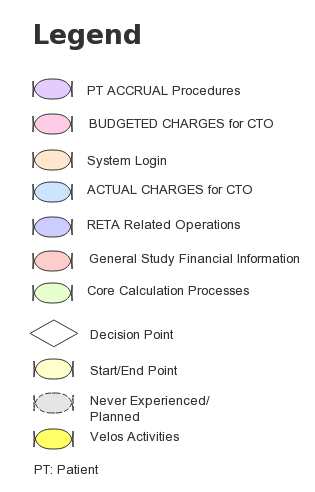 Legend
PT ACCRUAL Procedures
BUDGETED CHARGES for CTO
System Login
ACTUAL CHARGES for CTO
RETA Related Operations
General Study Financial Information
Core Calculation Processes
Decision Point
Start/End Point
Never Experienced/
Planned
Velos Activities
PT: Patient